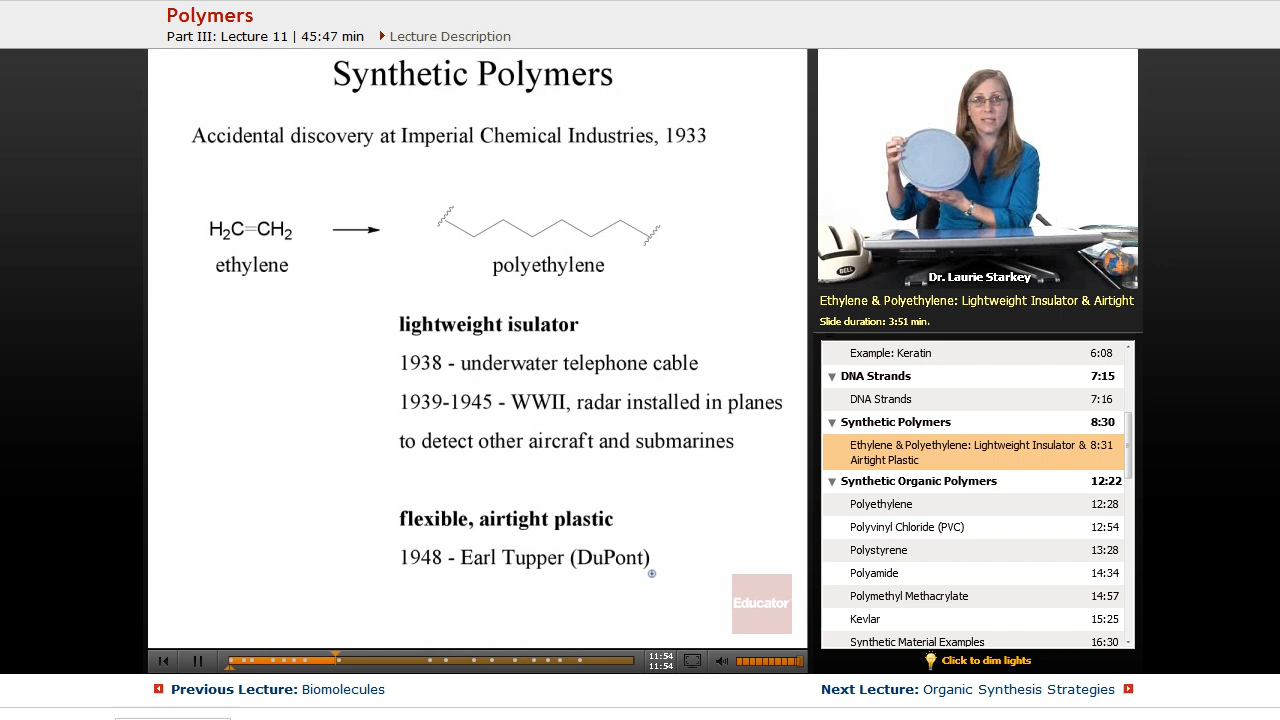 Polymers
Part III: Lecture 11 | 45:47 min Lecture Description
Synthetic Polymers
Accidental discovery at Imperial Chemical Industries, 1933
H2C=CH2
ethylene
polyethylene
lightweight isulator
1938 - underwater telephone cable
1939-1945 - WWII, radar installed in planes
to detect other aircraft and submarines
flexible, airtight plastic
1948 - Earl Tupper (DuPont)
Educator
11:54
11:54
BELL
Dr. Laurie Starkey
Ethylene & Polyethylene: Lightweight Insulator & Airtight
Slide duration: 3:51 min.
Example: Keratin 6:08
DNA Strands 7:15
DNA Strands 7:16
Synthetic Polymers 8:30
Ethylene & Polyethylene: Lightweight Insulator & 8:31
Airtight Plastic
Synthetic Organic Polymers 12:22
Polyethylene 12:28
Polyvinyl Chloride (PVC) 12:54
Polystyrene 13:28
Polyamide 14:34
Polymethyl Methacrylate 14:57
Kevlar 15:25
Synthetic Material Examples 16:30
Click to dim lights
Previous Lecture: Biomolecules
Next Lecture: Organic Synthesis Strategies